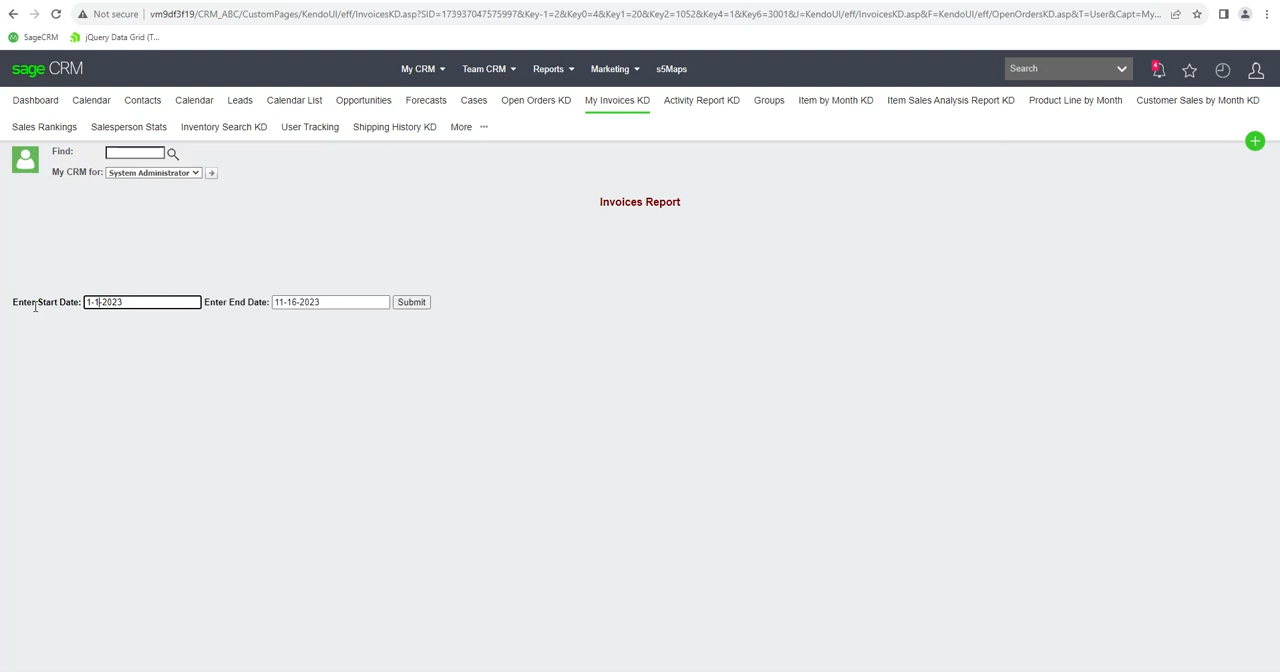 Not secure vm9df3f19/CRM_ABC/CustomPages/KendoUI/eff/InvoicesKD.asp?SID=173937047575997&Key-1=2&Key0=4&Key1=20&Key2=1052&Key4=1&Key6=3001&J=KendoUI/eff/InvoicesKD.asp&F=KendoUI/eff/OpenOrdersKD.asp&T=User&Capt=My...
SageCRM jQuery Data Grid (T...
sage CRM My CRM Team CRM Reports Marketing s5Maps Search 4
Dashboard Calendar Contacts Calendar Leads Calendar List Opportunities Forecasts Cases Open Orders KD My Invoices KD Activity Report KD Groups Item by Month KD Item Sales Analysis Report KD Product Line by Month Customer Sales by Month KD
Sales Rankings Salesperson Stats Inventory Search KD User Tracking Shipping History KD More ...
Find:
My CRM for: System Administrator
Invoices Report
Enter Start Date: 1-1-2023 Enter End Date: 11-16-2023 Submit